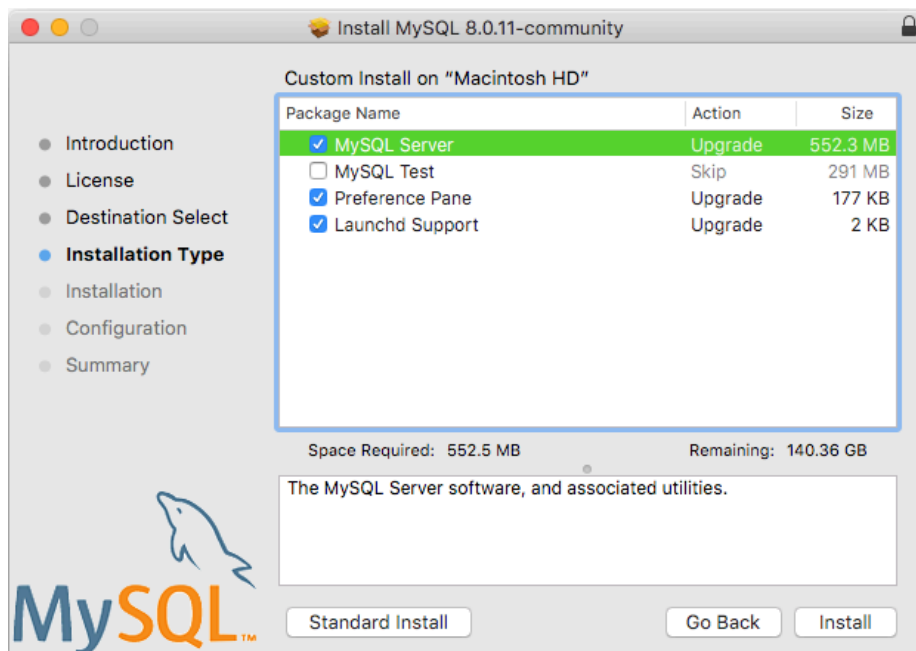 Install MySQL 8.0.11-community
Custom Install on “Macintosh HD”
Package Name Action Size
MySQL Server Upgrade 552.3 MB
MySQL Test Skip 291 MB
Preference Pane Upgrade 177 KB
Launchd Support Upgrade 2 KB
Introduction
License
Destination Select
Installation Type
Installation
Configuration
Summary
Space Required: 552.5 MB Remaining: 140.36 GB
The MySQL Server software, and associated utilities.
MySQL™
Standard Install Go Back Install